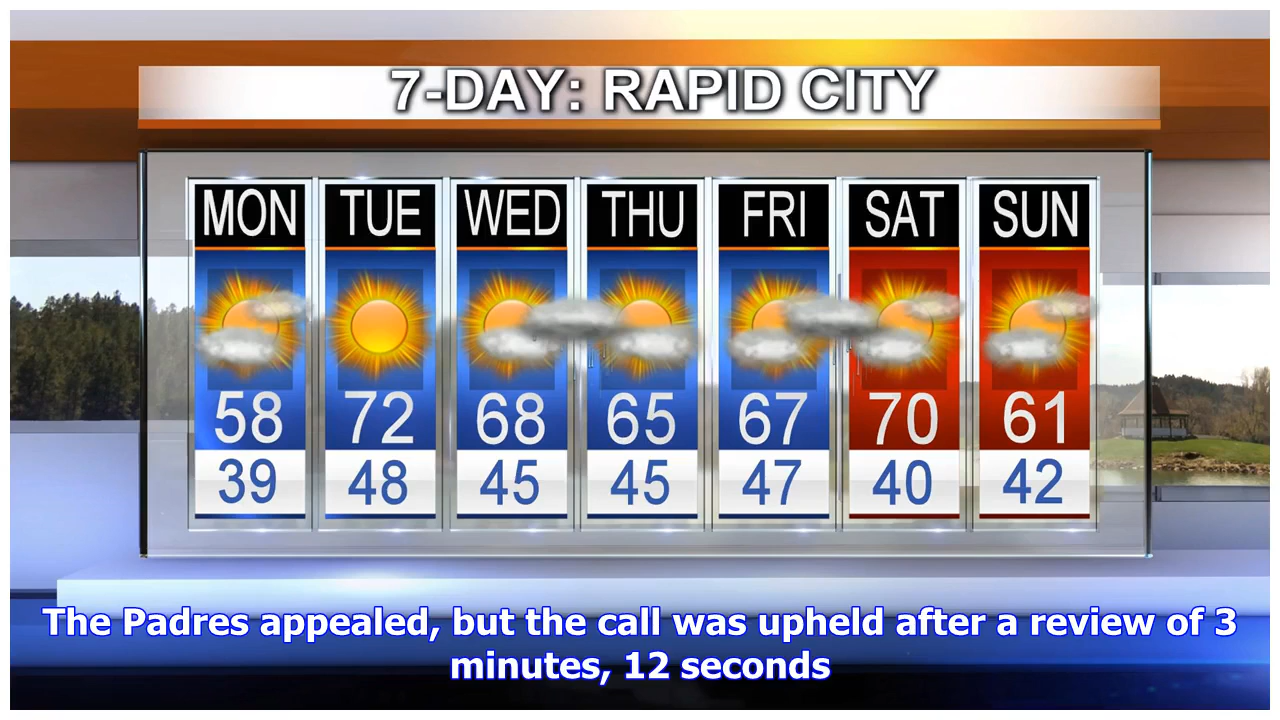 7-DAY: RAPID CITY
MON TUE WED THU FRI SAT SUN
58 72 68 65 67 70 61
39 48 45 45 47 40 42
The Padres appealed, but the call was upheld after a review of 3
minutes, 12 seconds